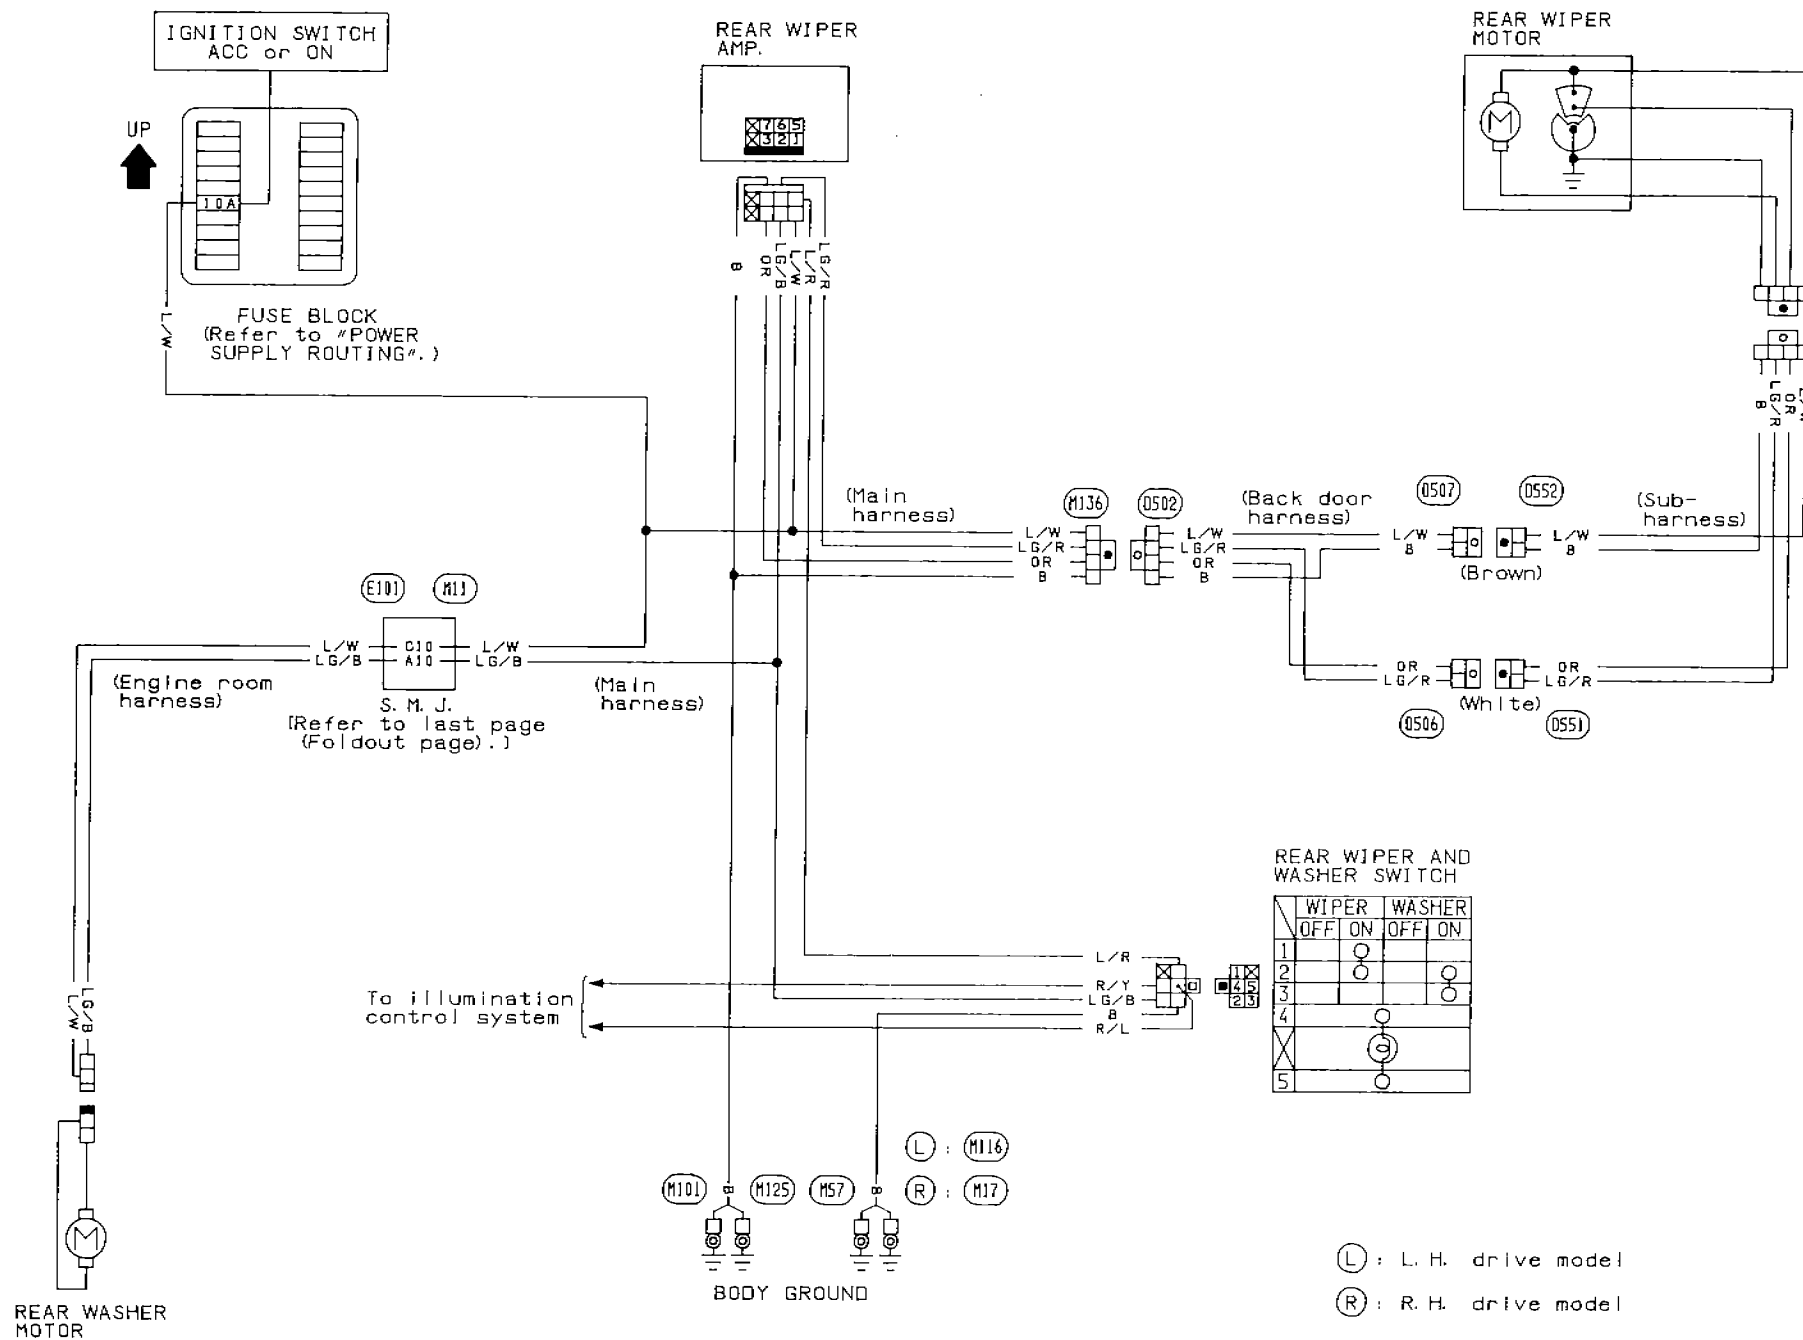 IGNITION SWITCH
ACC or ON
UP
10A
L/W
FUSE BLOCK
(Refer to "POWER
SUPPLY ROUTING".)
REAR WIPER
AMP.
7 6 5
3 2 1
B
OR
LG/B
L/W
L/R
LG/R
REAR WIPER
MOTOR
M
B
LG/R
OR
(Main
harness)
M136
D502
(Back door
harness)
D507
D552
(Sub-
harness)
L/W
LG/R
OR
B
L/W
LG/R
OR
B
L/W
B
L/W
B
(Brown)
OR
LG/R
OR
LG/R
(White)
D506
D551
E101
M11
L/W C10 L/W
LG/B A10 LG/B
(Engine room
harness)
(Main
harness)
S. M. J.
[Refer to last page
(Foldout page).]
REAR WIPER AND
WASHER SWITCH
WIPER WASHER
OFF ON OFF ON
1
2
3
4
5
L/R
R/Y
LG/B
B
R/L
1
4 5
2 3
To illumination
control system
L/W
LG/B
M
REAR WASHER
MOTOR
M101
B
M125
M57
B
L : M116
R : M17
BODY GROUND
L : L. H. drive model
R : R. H. drive model